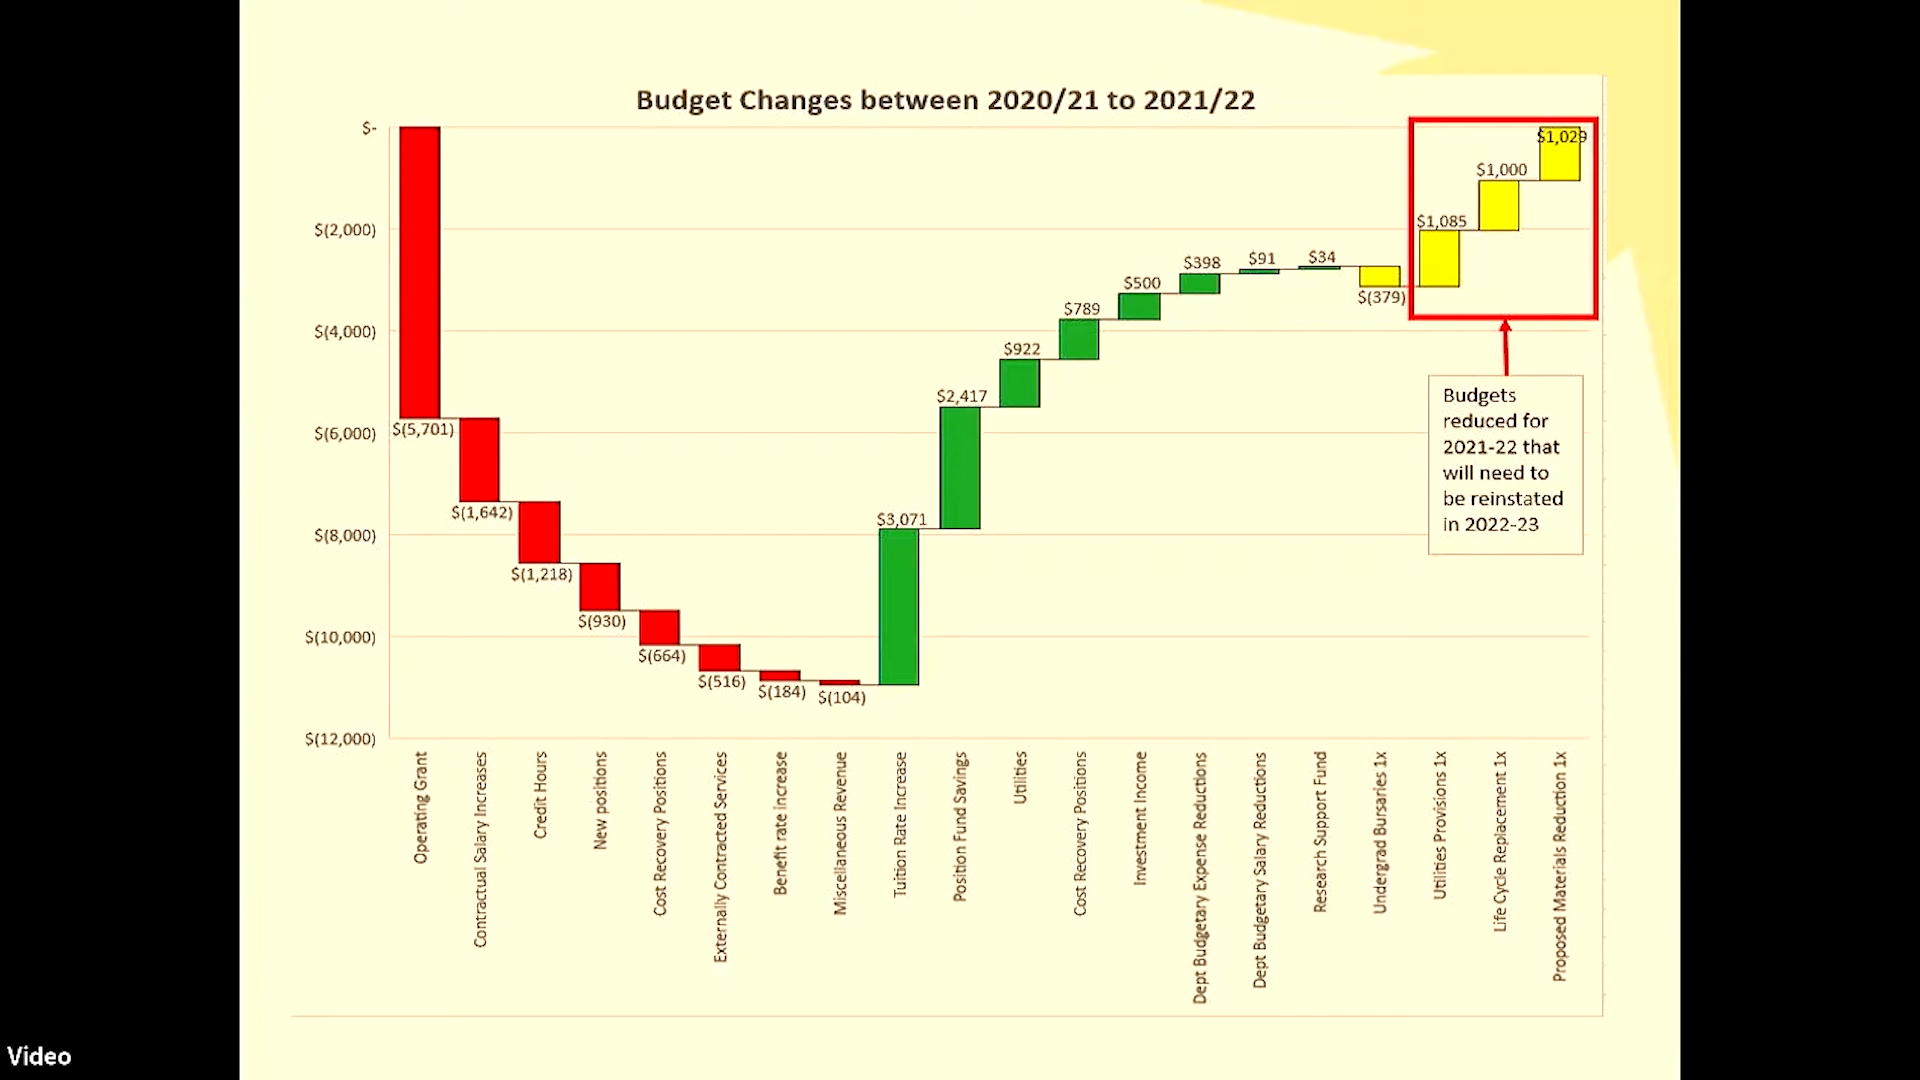 Budget Changes between 2020/21 to 2021/22
$-
$(2,000)
$(4,000)
$(6,000)
$(8,000)
$(10,000)
$(12,000)
$(5,701)
$(1,642)
$(1,218)
$(930)
$(664)
$(516)
$(184)
$(104)
$3,071
$2,417
$922
$789
$500
$398
$91
$34
$(379)
$1,085
$1,000
$1,029
Budgets
reduced for
2021-22 that
will need to
be reinstated
in 2022-23
Operating Grant
Contractual Salary Increases
Credit Hours
New positions
Cost Recovery Positions
Externally Contracted Services
Benefit rate increase
Miscellaneous Revenue
Tuition Rate Increase
Position Fund Savings
Utilities
Cost Recovery Positions
Investment Income
Dept Budgetary Expense Reductions
Dept Budgetary Salary Reductions
Research Support Fund
Undergrad Bursaries 1x
Utilities Provisions 1x
Life Cycle Replacement 1x
Proposed Materials Reduction 1x
Video